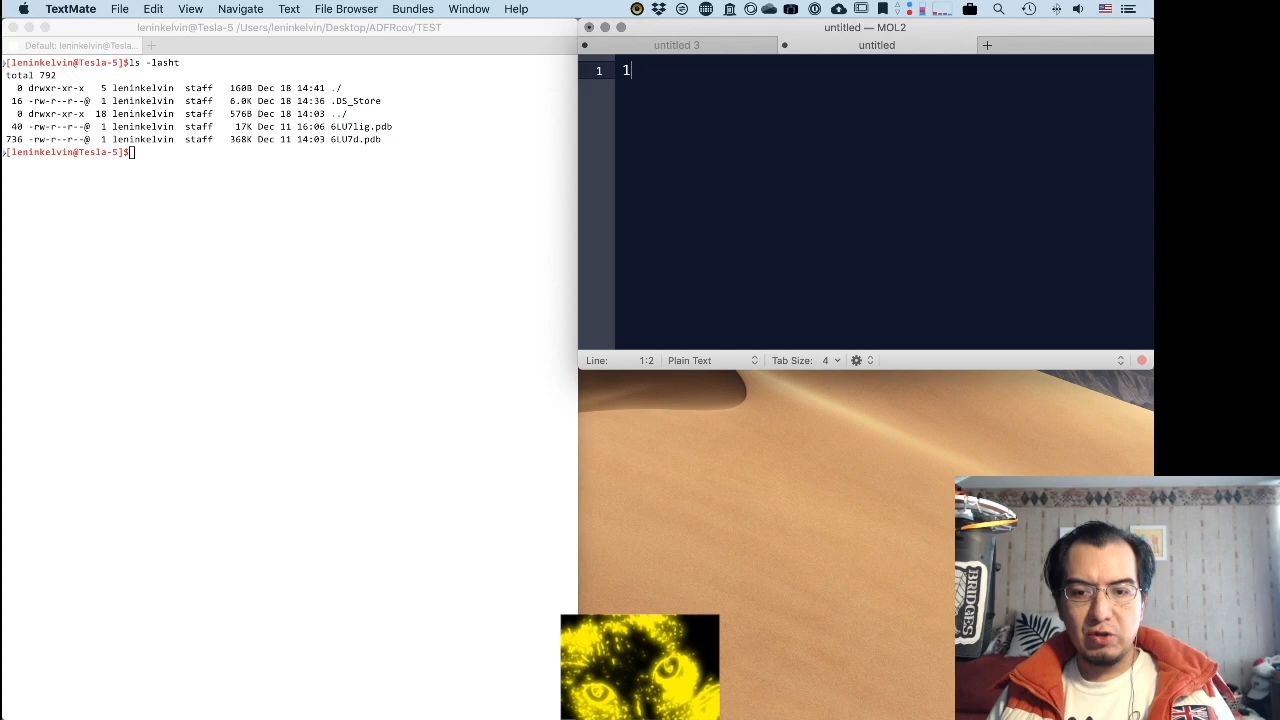 TextMate File Edit View Navigate Text File Browser Bundles Window Help
leninkelvin@Tesla-5 /Users/leninkelvin/Desktop/ADFRcov/TEST
Default: leninkelvin@Tesla...
[leninkelvin@Tesla-5]$ls -lasht
total 792
0 drwxr-xr-x 5 leninkelvin staff 160B Dec 18 14:41 ./
16 -rw-r--r--@ 1 leninkelvin staff 6.0K Dec 18 14:36 .DS_Store
0 drwxr-xr-x 18 leninkelvin staff 576B Dec 18 14:03 ../
40 -rw-r--r--@ 1 leninkelvin staff 17K Dec 11 16:06 6LU7lig.pdb
736 -rw-r--r--@ 1 leninkelvin staff 368K Dec 11 14:03 6LU7d.pdb
[leninkelvin@Tesla-5]$
untitled — MOL2
untitled 3
untitled
1 1
Line: 1:2 Plain Text Tab Size: 4
BRIDGES